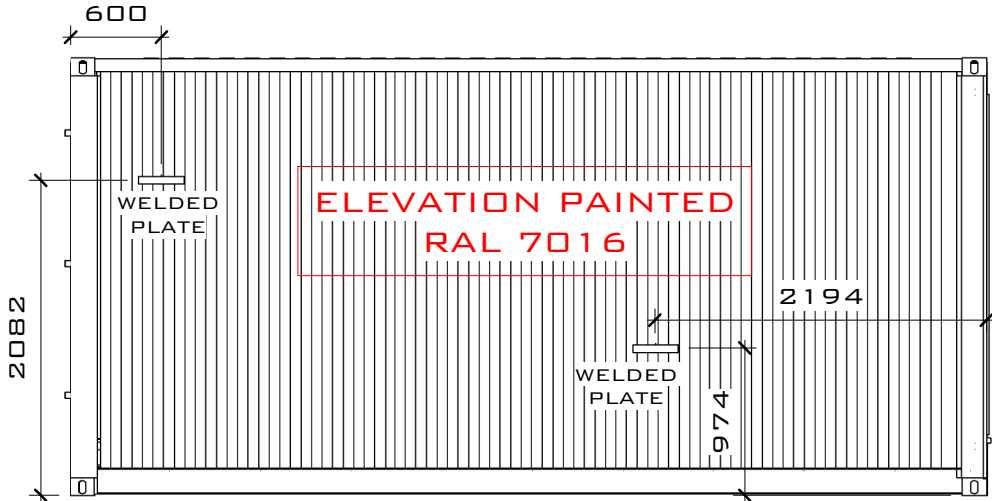 600
WELDED
PLATE
ELEVATION PAINTED
RAL 7016
2194
2082
WELDED
PLATE
974